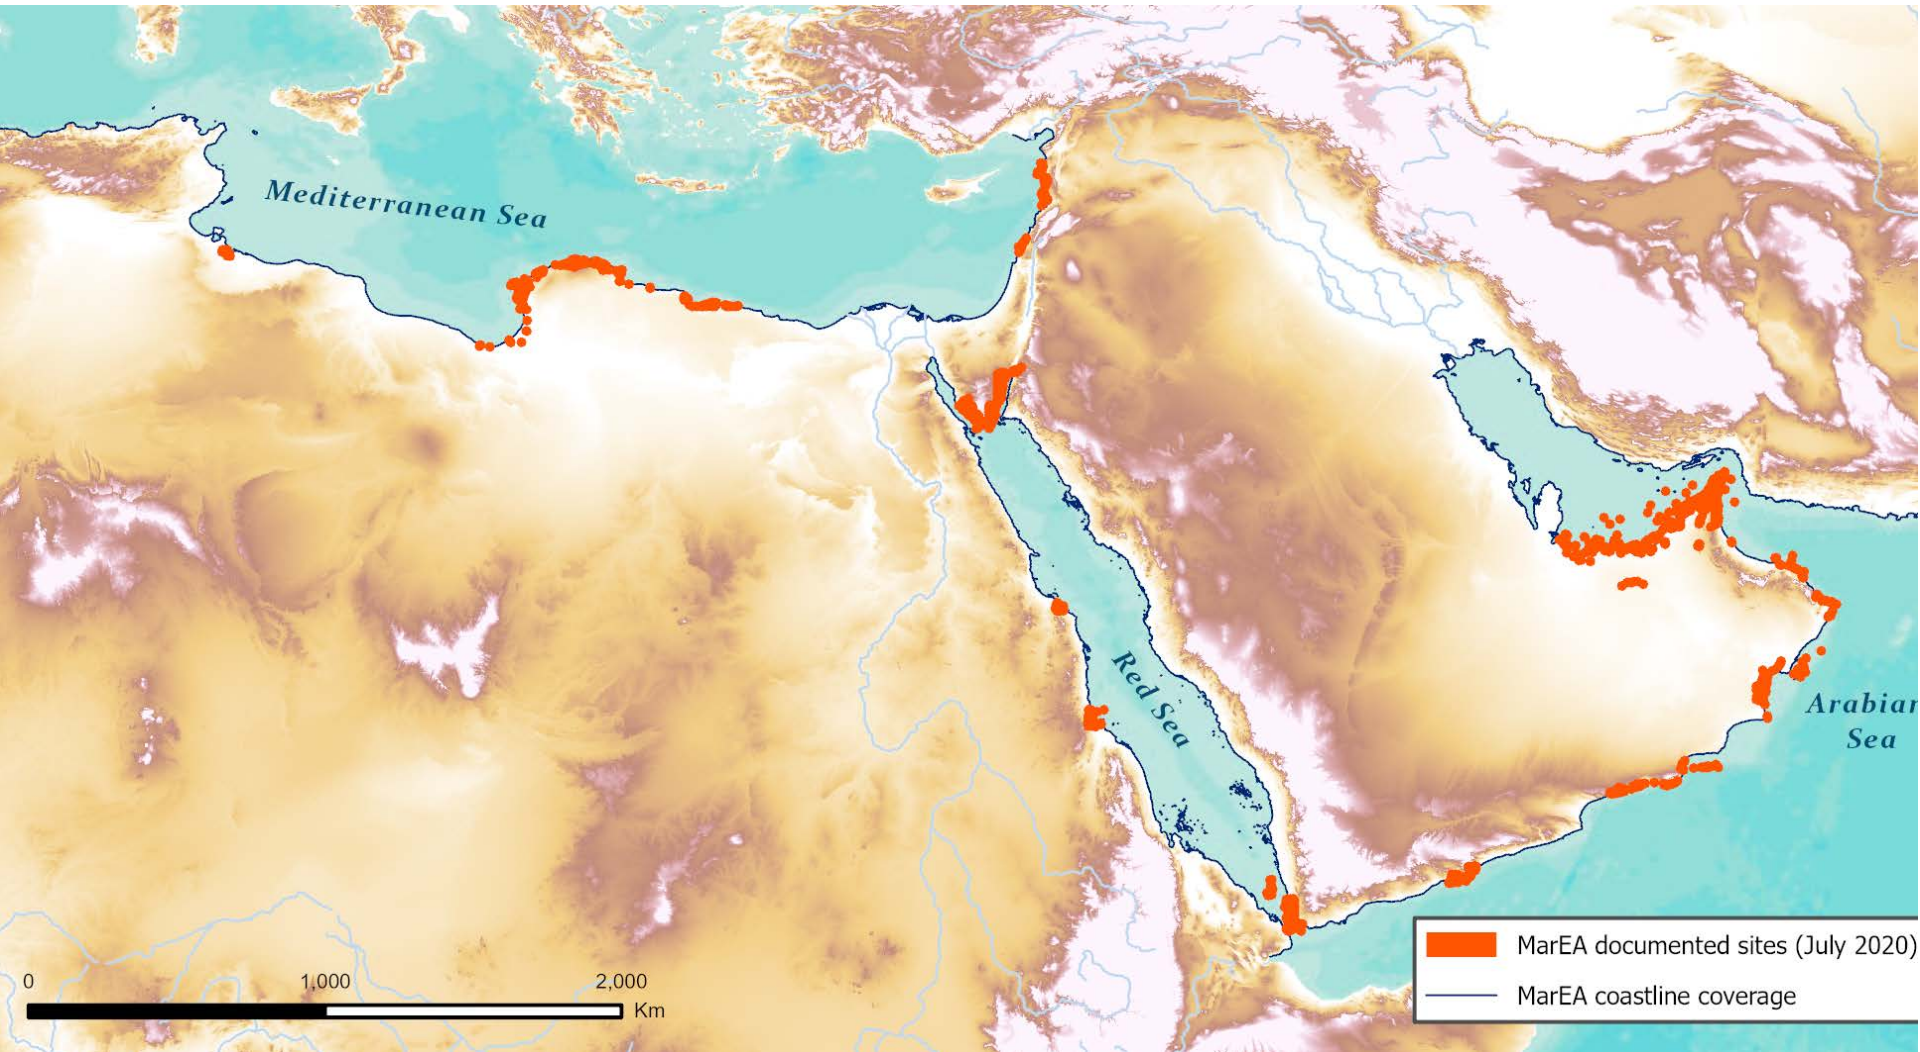 Mediterranean Sea
Red Sea
Arabian
Sea
0 1,000 2,000
Km
MarEA documented sites (July 2020)
MarEA coastline coverage